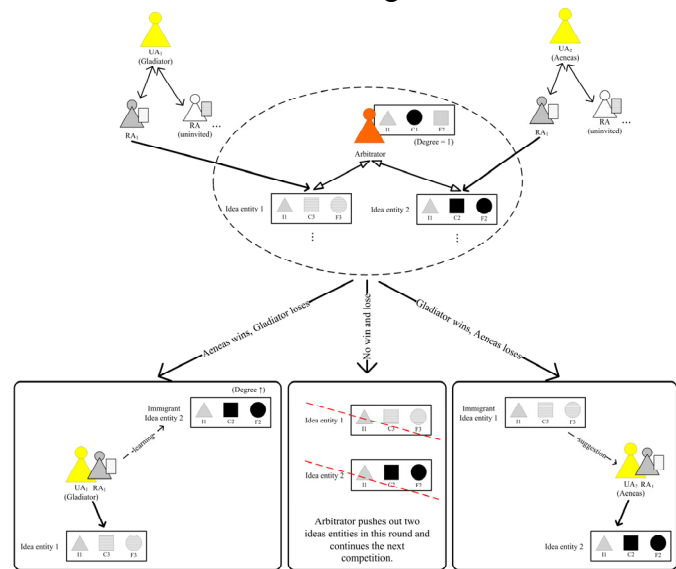 UA₁
(Gladiator)
UA₂
(Aeneas)
RA₁
RA
(uninvited)
...
RA₁
RA
(uninvited)
...
I1 C1 F2
(Degree = 1)
Arbitrator
Idea entity 1
I1 C3 F3
...
Idea entity 2
I1 C2 F2
...
Aeneas wins, Gladiator loses
No win and lose
Gladiator wins, Aeneas loses
(Degree ↑)
Immigrant
Idea entity 2
I1 C2 F2
learning
UA₁ RA₁
(Gladiator)
Idea entity 1
I1 C3 F3
Idea entity 1
I1 C3 F3
Idea entity 2
I1 C2 F2
Arbitrator pushes out two
ideas entities in this round and
continues the next
competition.
Immigrant
Idea entity 1
I1 C3 F3
suggestion
UA₂ RA₁
(Aeneas)
Idea entity 2
I1 C2 F2